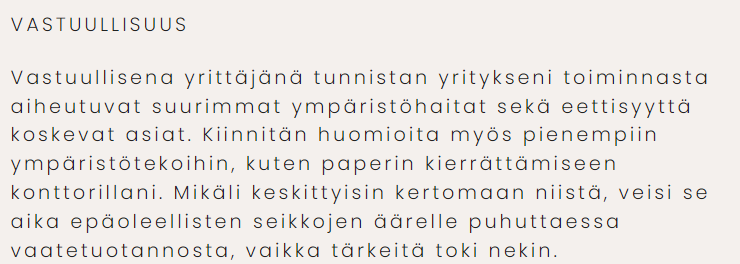 VASTUULLISUUS
Vastuullisena yrittäjänä tunnistan yritykseni toiminnasta
aiheutuvat suurimmat ympäristöhaitat sekä eettisyyttä
koskevat asiat. Kiinnitän huomioita myös pienempiin
ympäristötekoihin, kuten paperin kierrättämiseen
konttorillani. Mikäli keskittyisin kertomaan niistä, veisi se
aika epäoleellisten seikkojen äärelle puhuttaessa
vaatetuotannosta, vaikka tärkeitä toki nekin.